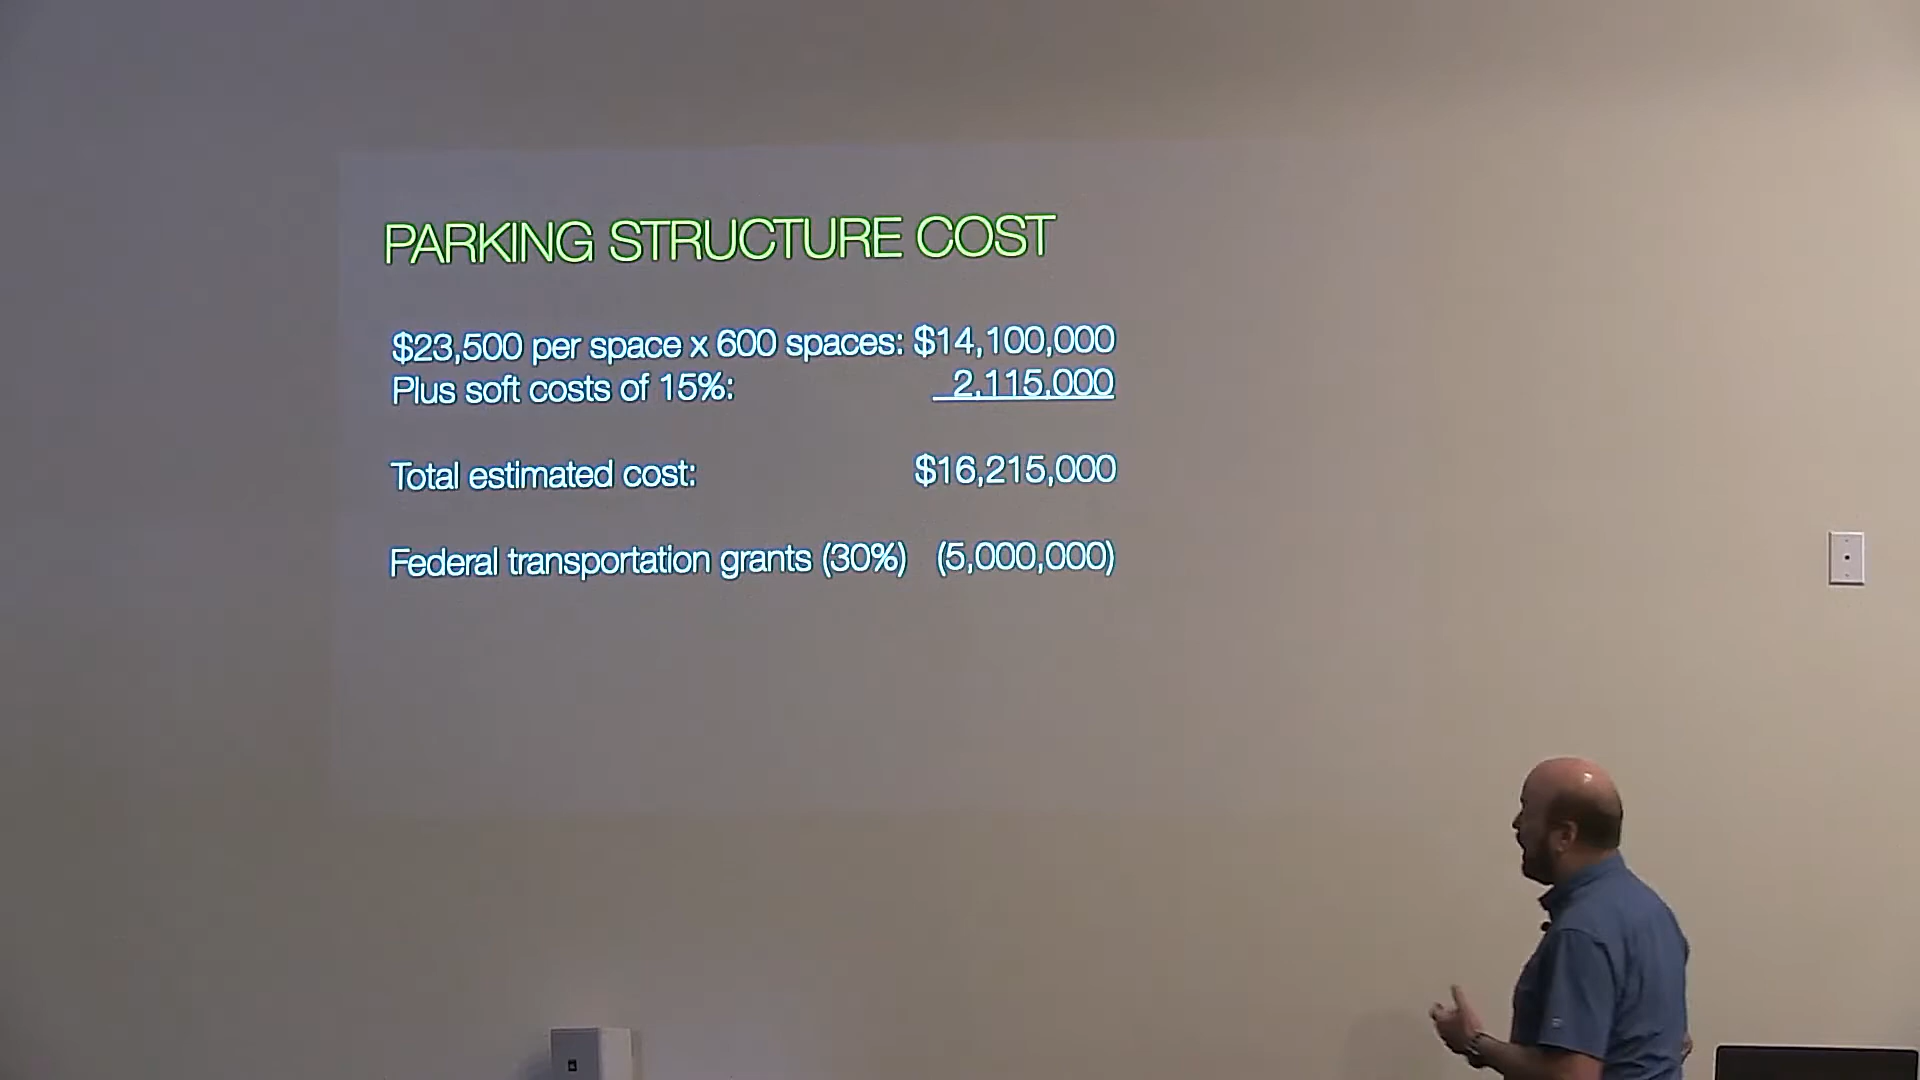 PARKING STRUCTURE COST
$23,500 per space x 600 spaces: $14,100,000
Plus soft costs of 15%: 2,115,000
Total estimated cost: $16,215,000
Federal transportation grants (30%) (5,000,000)